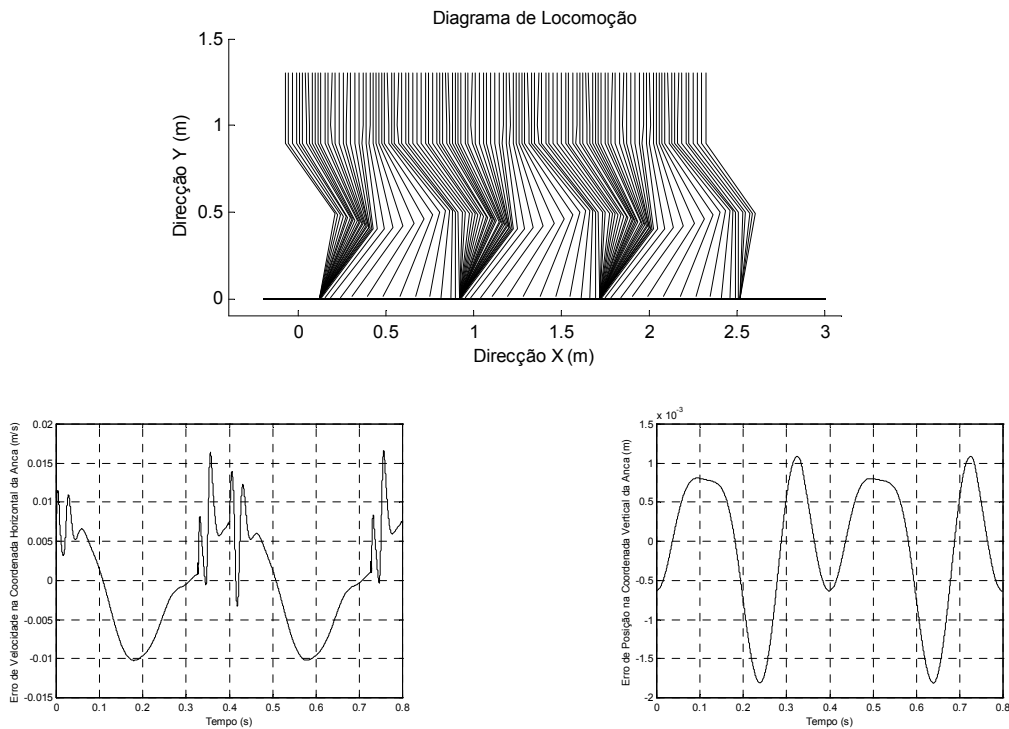 Diagrama de Locomoção
Direcção Y (m)
1.5
1
0.5
0
0 0.5 1 1.5 2 2.5 3
Direcção X (m)
Erro de Velocidade na Coordenada Horizontal da Anca (m/s)
0.02
0.015
0.01
0.005
0
-0.005
-0.01
-0.015
0 0.1 0.2 0.3 0.4 0.5 0.6 0.7 0.8
Tempo (s)
Erro de Posição na Coordenada Vertical da Anca (m)
x 10-3
1.5
1
0.5
0
-0.5
-1
-1.5
-2
0 0.1 0.2 0.3 0.4 0.5 0.6 0.7 0.8
Tempo (s)